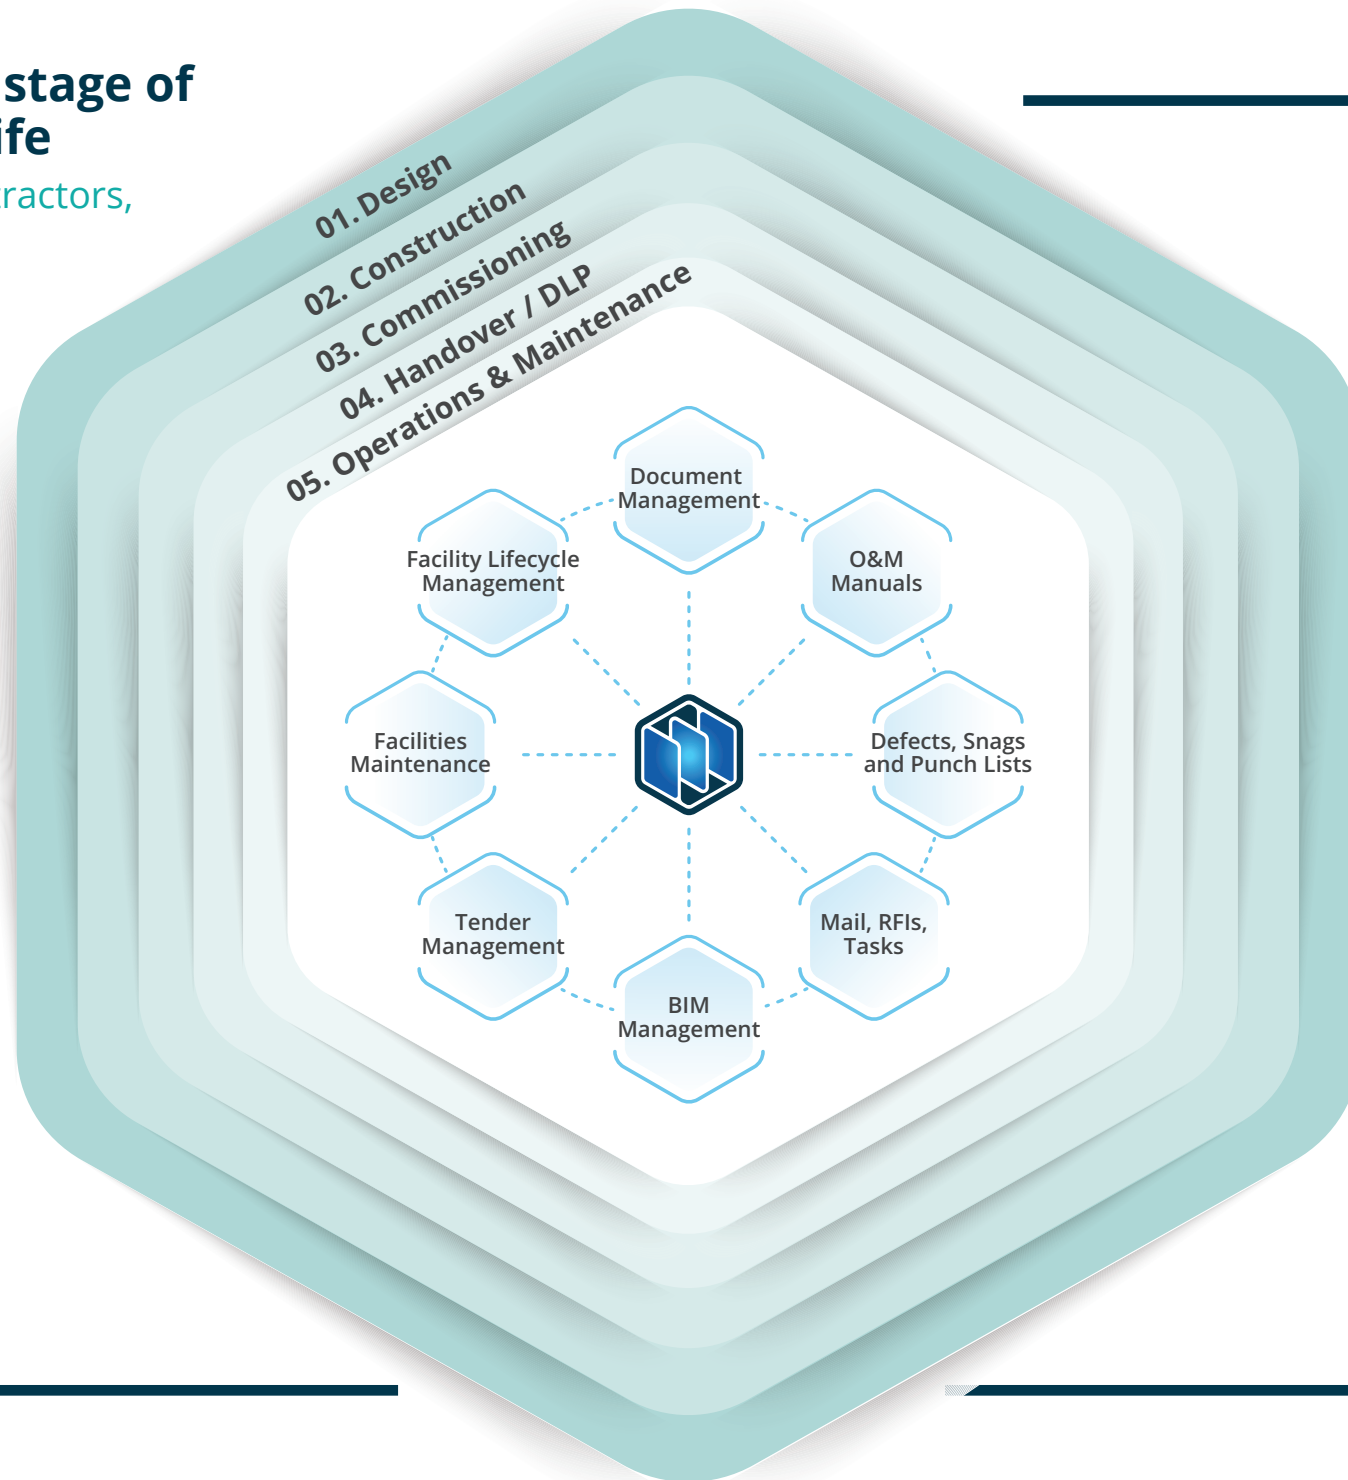 stage of
ife
tractors,
01. Design
02. Construction
03. Commissioning
04. Handover / DLP
05. Operations & Maintenance
Document
Management
Facility Lifecycle
Management
O&M
Manuals
Facilities
Maintenance
Defects, Snags
and Punch Lists
Tender
Management
Mail, RFIs,
Tasks
BIM
Management